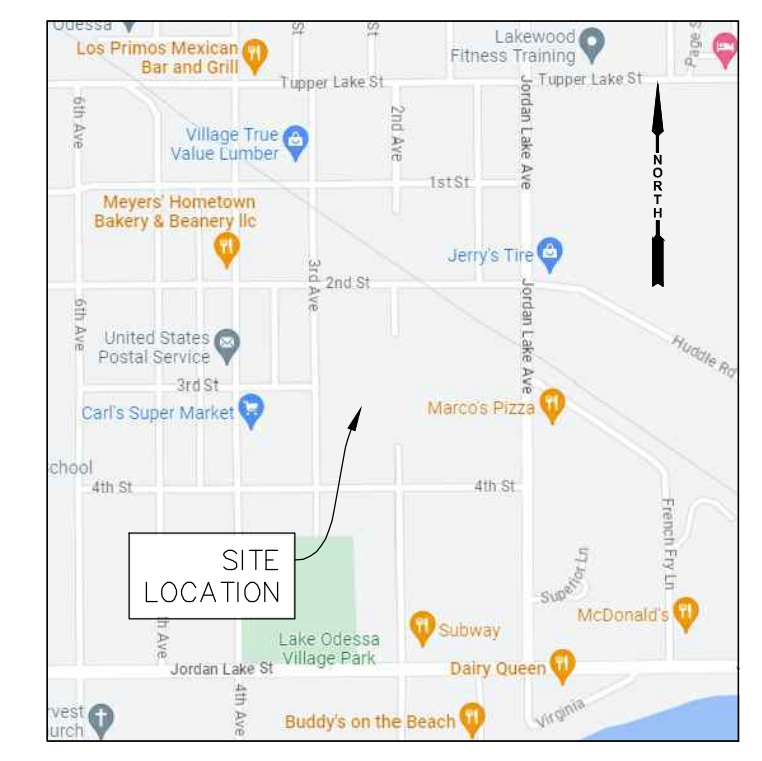 Odessa
St
St
Los Primos Mexican
Bar and Grill
Lakewood
Fitness Training
Page S
Tupper Lake St
Tupper Lake St
6th Ave
2nd Ave
Jordan Lake Ave
NORTH
Village True
Value Lumber
1st St
Meyers' Hometown
Bakery & Beanery llc
Jerry's Tire
3rd Ave
2nd St
6th Ave
Jordan Lake Ave
United States
Postal Service
Huddle Rd
3rd St
Carl's Super Market
Marco's Pizza
chool
4th St
4th St
French Fry Ln
SITE
LOCATION
Superior Ln
McDonald's
th Ave
Subway
Lake Odessa
Village Park
Jordan Lake St
Dairy Queen
4th Ave
rvest
urch
Buddy's on the Beach
Virginia